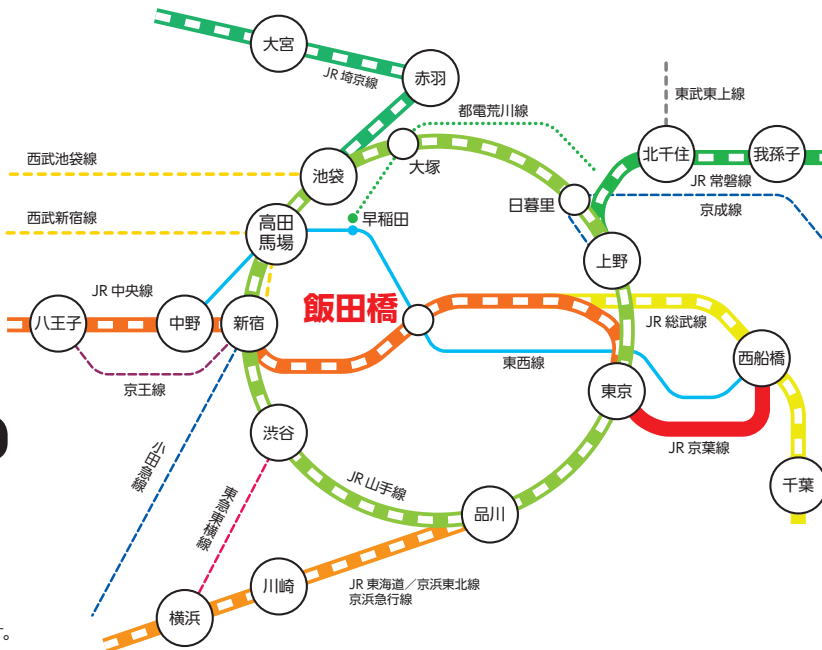 大宮
JR 埼京線
赤羽
都電荒川線
東武東上線
北千住
我孫子
JR 常磐線
京成線
西武池袋線
池袋
大塚
日暮里
西武新宿線
高田
馬場
早稲田
上野
JR 中央線
飯田橋
八王子
中野
新宿
JR 総武線
東西線
西船橋
京王線
東京
渋谷
JR 京葉線
小田急線
JR 山手線
千葉
東急東横線
品川
川崎
JR 東海道／京浜東北線
京浜急行線
横浜
す。